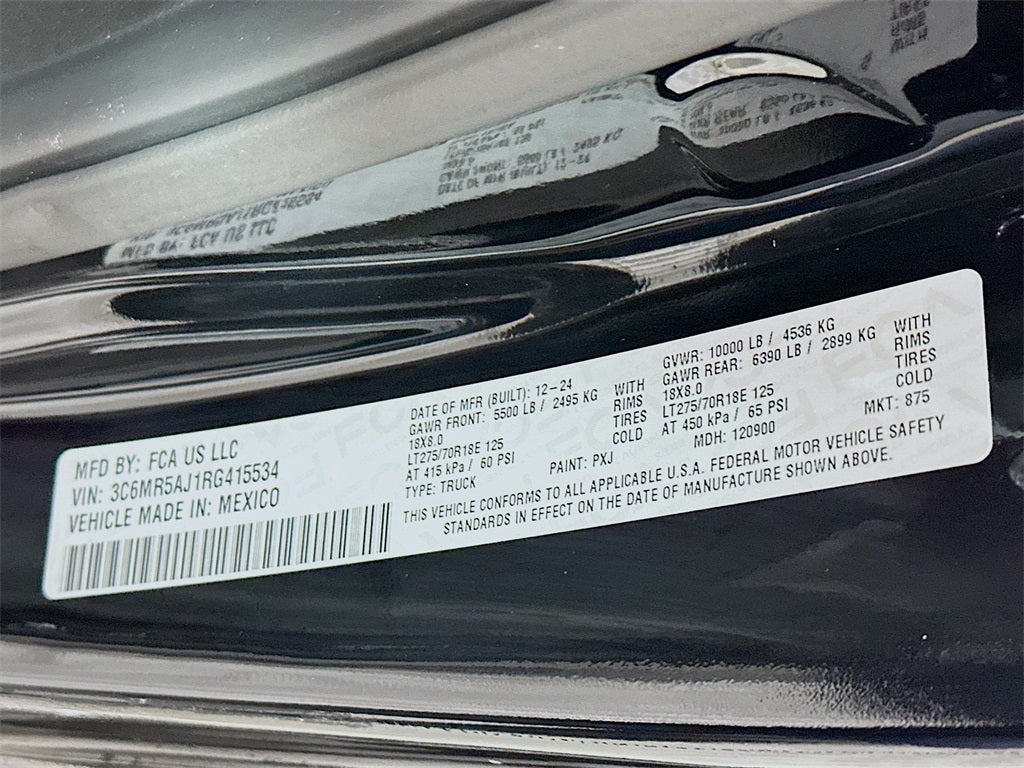 MFD BY: FCA US LLC
VIN: 3C6MR5AJ1RG415534
VEHICLE MADE IN: MEXICO
DATE OF MFR (BUILT): 12-24
GAWR FRONT: 5500 LB / 2495 KG WITH
18X8.0 RIMS
LT275/70R18E 125 TIRES
AT 415 kPa / 60 PSI COLD
TYPE: TRUCK
GVWR: 10000 LB / 4536 KG
GAWR REAR: 6390 LB / 2899 KG WITH
18X8.0 RIMS
LT275/70R18E 125 TIRES
AT 450 kPa / 65 PSI COLD
PAINT: PXJ MDH: 120900 MKT: 875
THIS VEHICLE CONFORMS TO ALL APPLICABLE U.S.A. FEDERAL MOTOR VEHICLE SAFETY
STANDARDS IN EFFECT ON THE DATE OF MANUFACTURE SHOWN ABOVE.